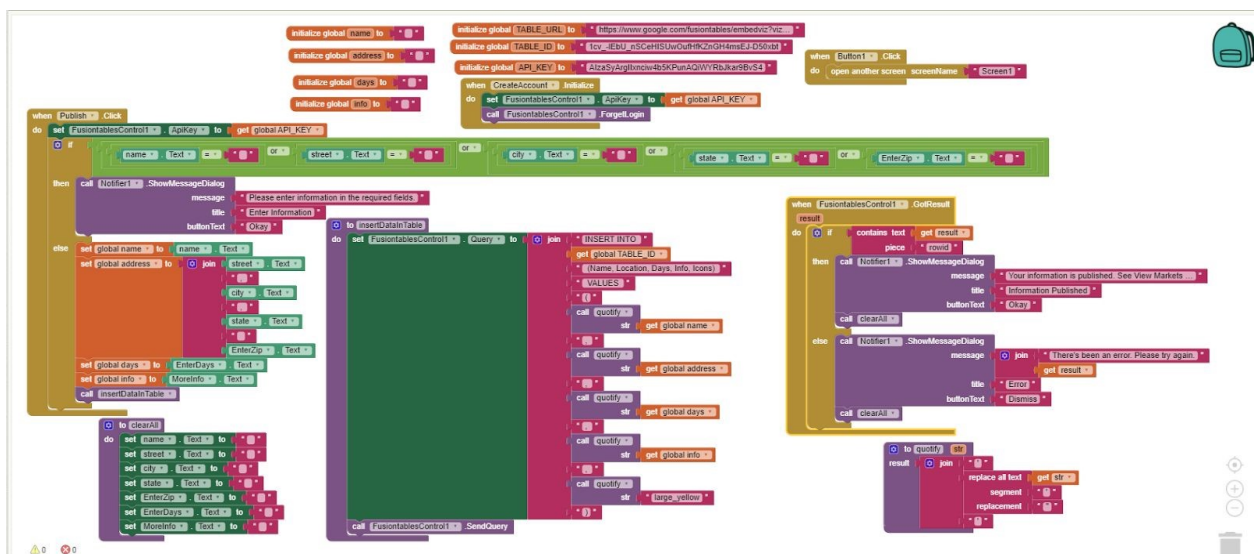 initialize global name to " "
initialize global address to " "
initialize global days to " "
initialize global info to " "
initialize global TABLE_URL to " https://www.google.com/fusiontables/embedviz?viz... "
initialize global TABLE_ID to
initialize global API_KEY to
when CreateAccount .Initialize
do set FusiontablesControl1 . ApiKey to get global API_KEY
call FusiontablesControl1 .ForgetLogin
when Button1 .Click
do open another screen screenName " Screen1 "
when Publish .Click
do set FusiontablesControl1 . ApiKey to get global API_KEY
if name . Text = " " or street . Text = " " or city . Text = " " or state . Text = " " or EnterZip . Text = " "
then call Notifier1 .ShowMessageDialog
message " Please enter information in the required fields. "
title " Enter Information "
buttonText " Okay "
else set global name to name . Text
set global address to join street . Text
" , "
city . Text
" , "
state . Text
" "
EnterZip . Text
set global days to EnterDays . Text
set global info to MoreInfo . Text
call insertDataInTable
to clearAll
do set name . Text to " "
set street . Text to " "
set city . Text to " "
set state . Text to " "
set EnterZip . Text to " "
set EnterDays . Text to " "
set MoreInfo . Text to " "
to insertDataInTable
do set FusiontablesControl1 . Query to join " INSERT INTO "
get global TABLE_ID
" (Name, Location, Days, Info, Icons) "
" VALUES "
" ( "
call quotify
str get global name
" , "
call quotify
str get global address
" , "
call quotify
str get global days
" , "
call quotify
str get global info
" , "
call quotify
str " large_yellow "
" ) "
call FusiontablesControl1 .SendQuery
when FusiontablesControl1 .GotResult
result
do if contains text get result
piece " rowid "
then call Notifier1 .ShowMessageDialog
message " Your information is published. See View Markets ... "
title " Information Published "
buttonText " Okay "
call clearAll
else call Notifier1 .ShowMessageDialog
message join " There's been an error. Please try again. "
get result
title " Error "
buttonText " Dismiss "
call clearAll
to quotify str
result join
replace all text get str
segment
replacement
0 0